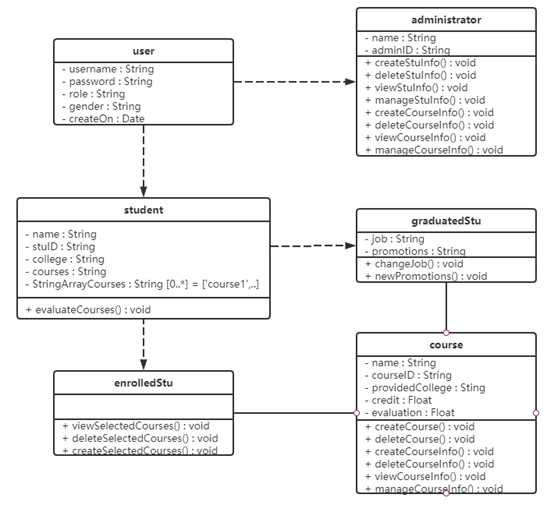 administrator
- name : String
- adminID : String
+ createStuInfo() : void
+ deleteStuInfo() : void
+ viewStuInfo() : void
+ manageStuInfo() : void
+ createCourseInfo() : void
+ deleteCourseInfo() : void
+ viewCourseInfo() : void
+ manageCourseInfo() : void
user
- username : String
- password : String
- role : String
- gender : String
- createOn : Date
student
- name : String
- stuID : String
- college : String
- courses : String
- StringArrayCourses : String [0..*] = ['course1',..]
+ evaluateCourses() : void
graduatedStu
- job : String
- promotions : String
+ changeJob() : void
+ newPromotions() : void
enrolledStu
+ viewSelectedCourses() : void
+ deleteSelectedCourses() : void
+ createSelectedCourses() : void
course
- name : String
- courseID : String
- providedCollege : Sting
- credit : Float
- evaluation : Float
+ createCourse() : void
+ deleteCourse() : void
+ createCourseInfo() : void
+ deleteCourseInfo() : void
+ viewCourseInfo() : void
+ manageCourseInfo() : void